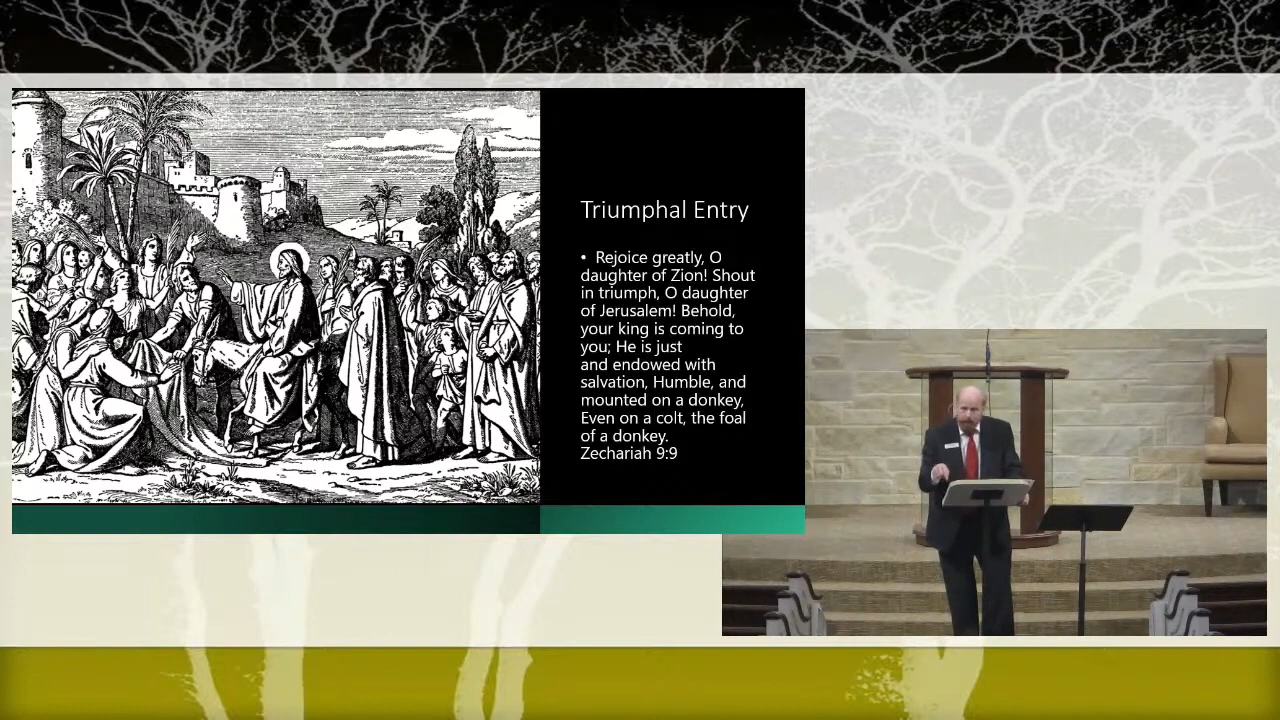 Triumphal Entry
• Rejoice greatly, O
daughter of Zion! Shout
in triumph, O daughter
of Jerusalem! Behold,
your king is coming to
you; He is just
and endowed with
salvation, Humble, and
mounted on a donkey,
Even on a colt, the foal
of a donkey.
Zechariah 9:9